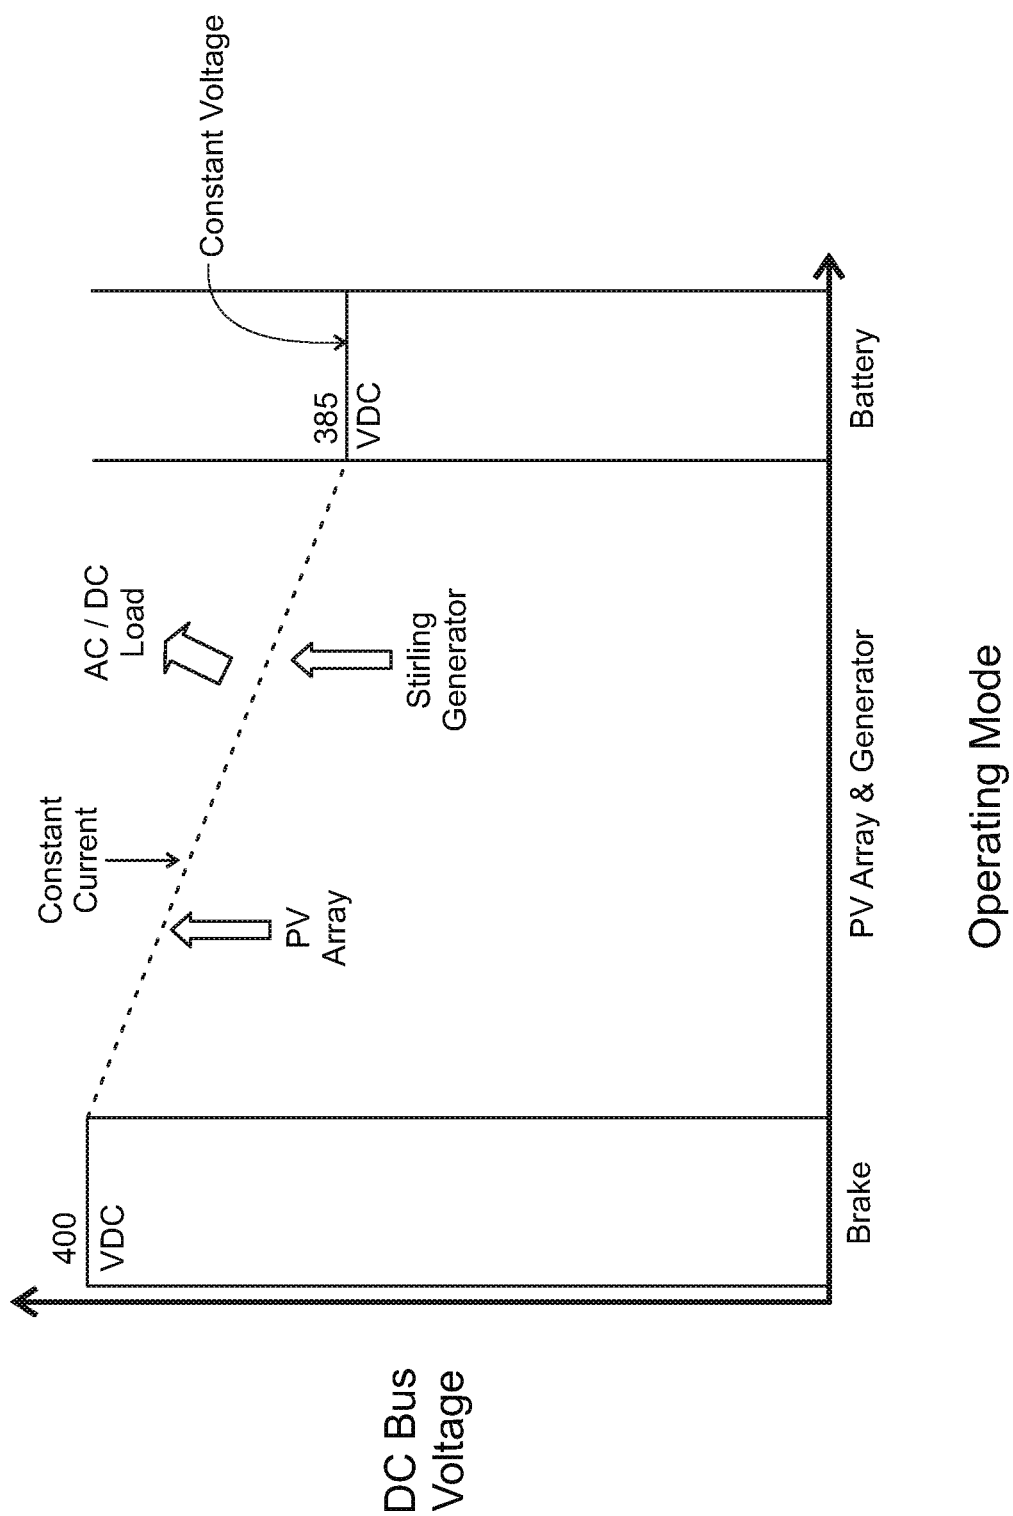 Constant Voltage
400
VDC
Constant
Current
AC / DC
Load
385
VDC
PV
Array
Stirling
Generator
DC Bus
Voltage
Brake
PV Array & Generator
Battery
Operating Mode